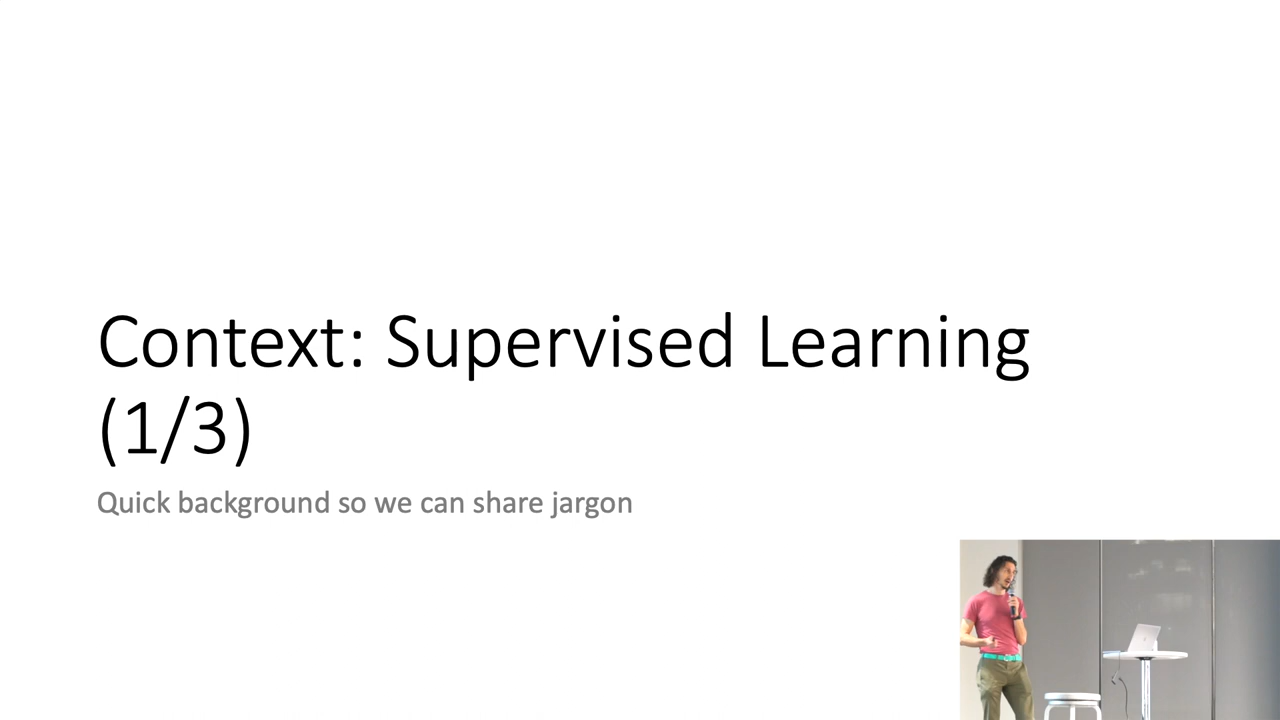 Context: Supervised Learning
(1/3)
Quick background so we can share jargon